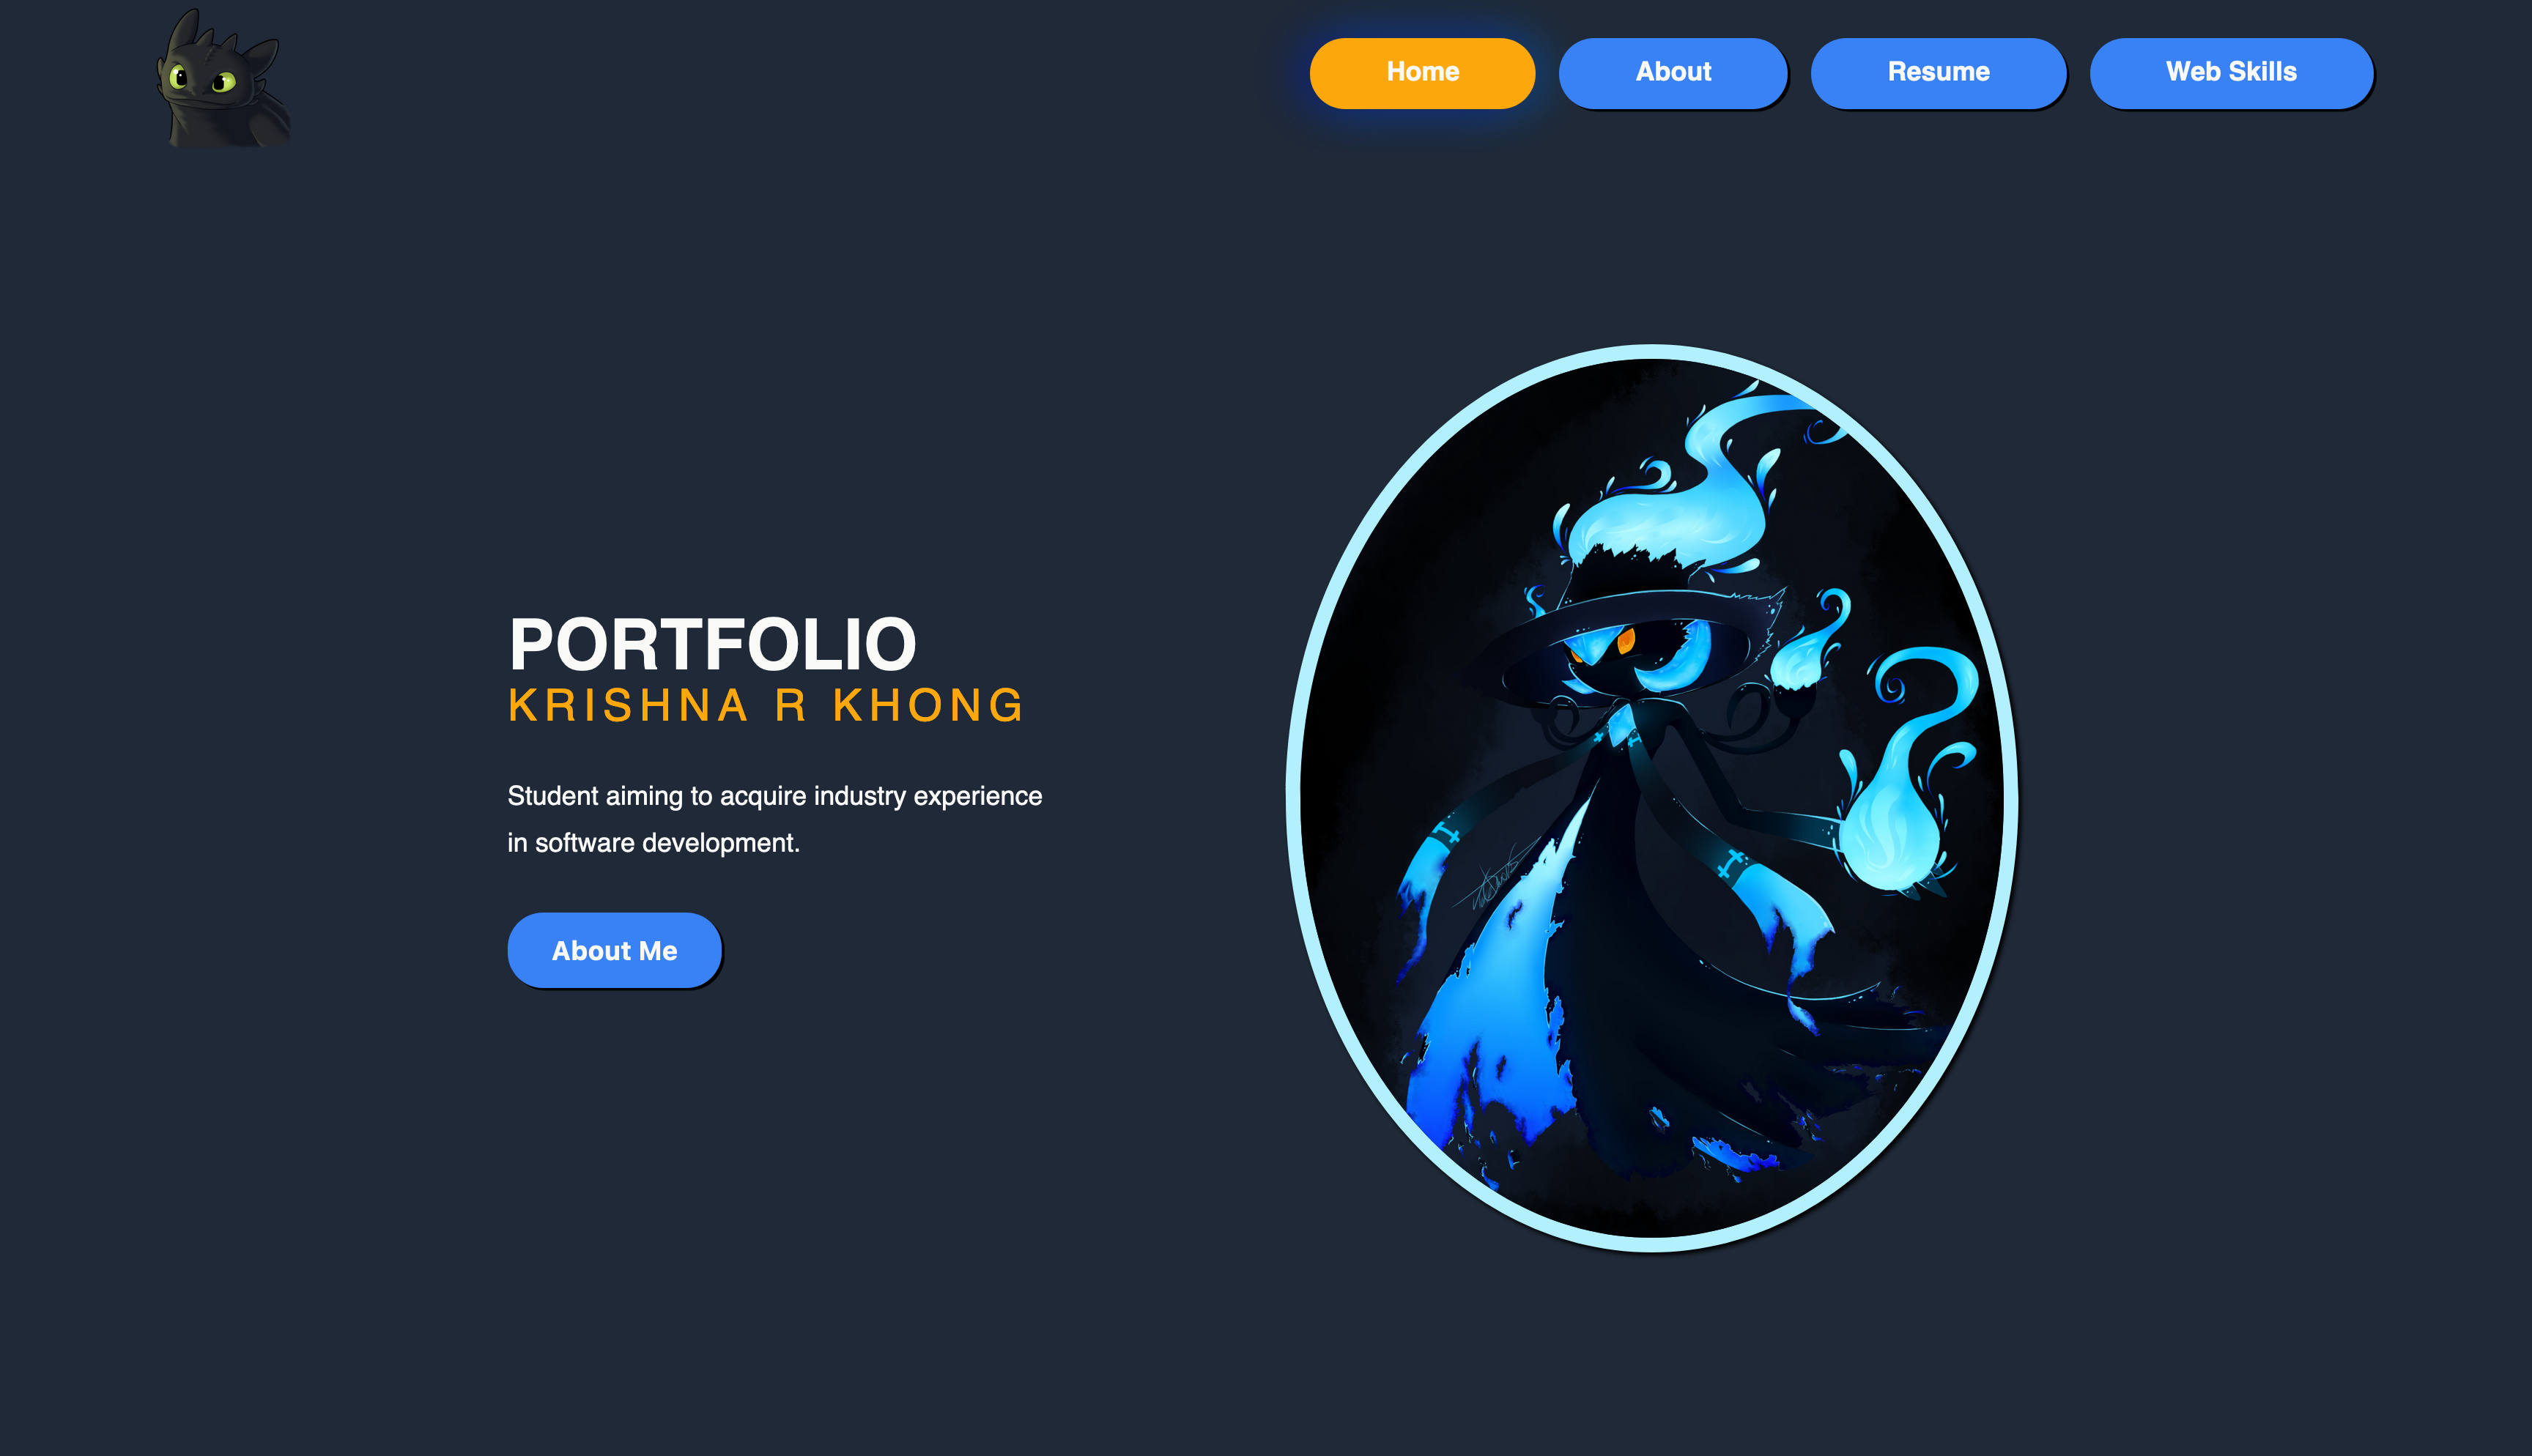 Home
About
Resume
Web Skills
PORTFOLIO
KRISHNA R KHONG
Student aiming to acquire industry experience
in software development.
About Me